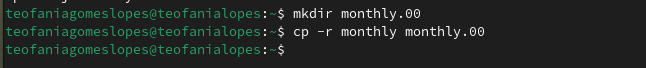 teofaniagomeslopes@teofanialopes:~$ mkdir monthly.00
teofaniagomeslopes@teofanialopes:~$ cp -r monthly monthly.00
teofaniagomeslopes@teofanialopes:~$